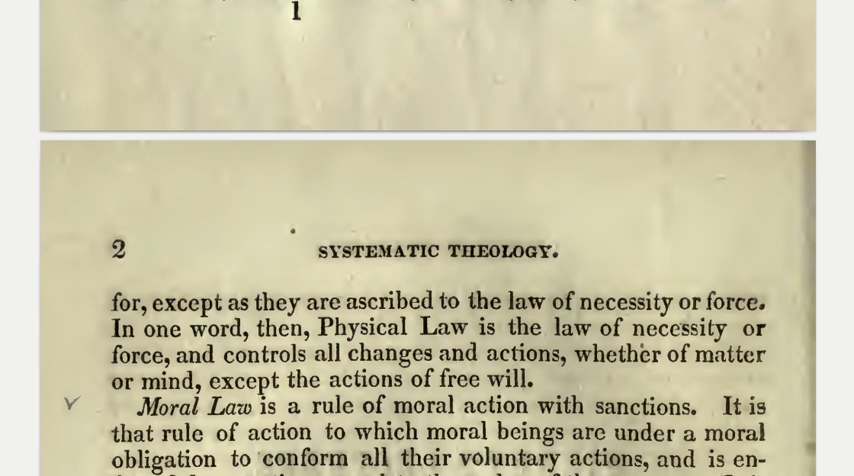 1
2 SYSTEMATIC THEOLOGY.
for, except as they are ascribed to the law of necessity or force.
In one word, then, Physical Law is the law of necessity or
force, and controls all changes and actions, whether of matter
or mind, except the actions of free will.
Moral Law is a rule of moral action with sanctions. It is
that rule of action to which moral beings are under a moral
obligation to conform all their voluntary actions, and is en-